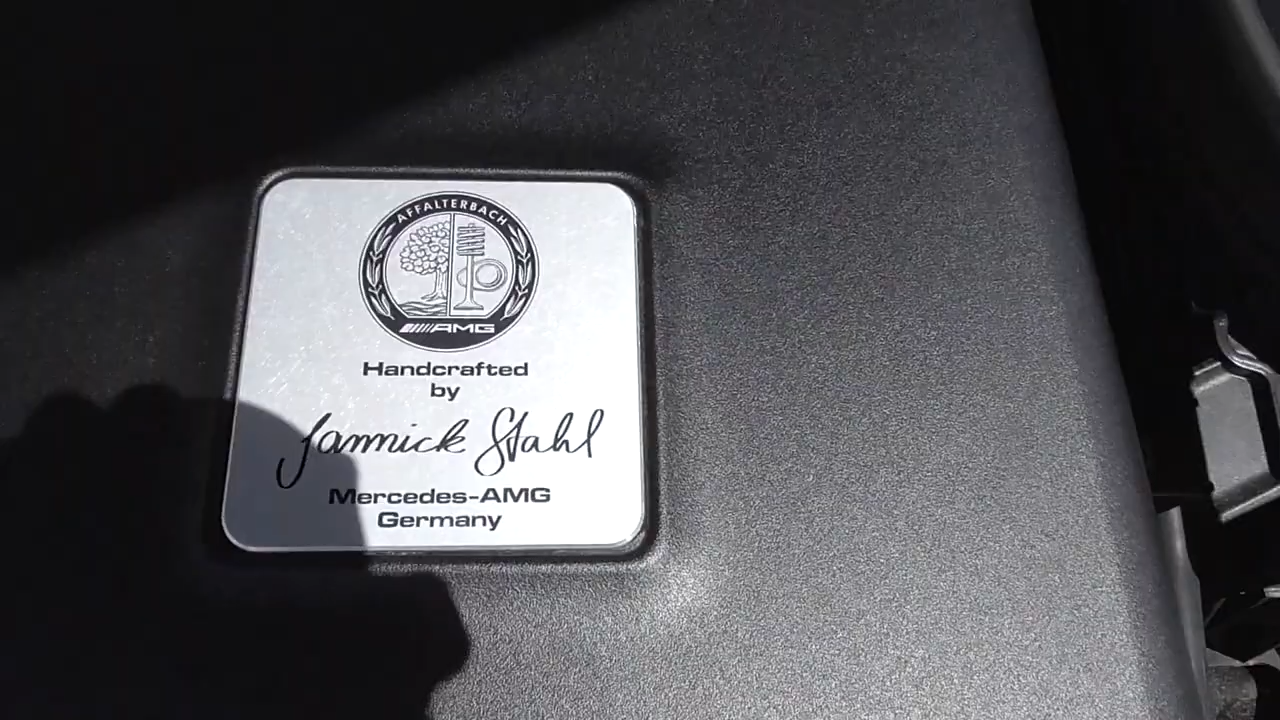 AFFALTERBACH
AMG
Handcrafted
by
Jannick Stahl
Mercedes-AMG
Germany